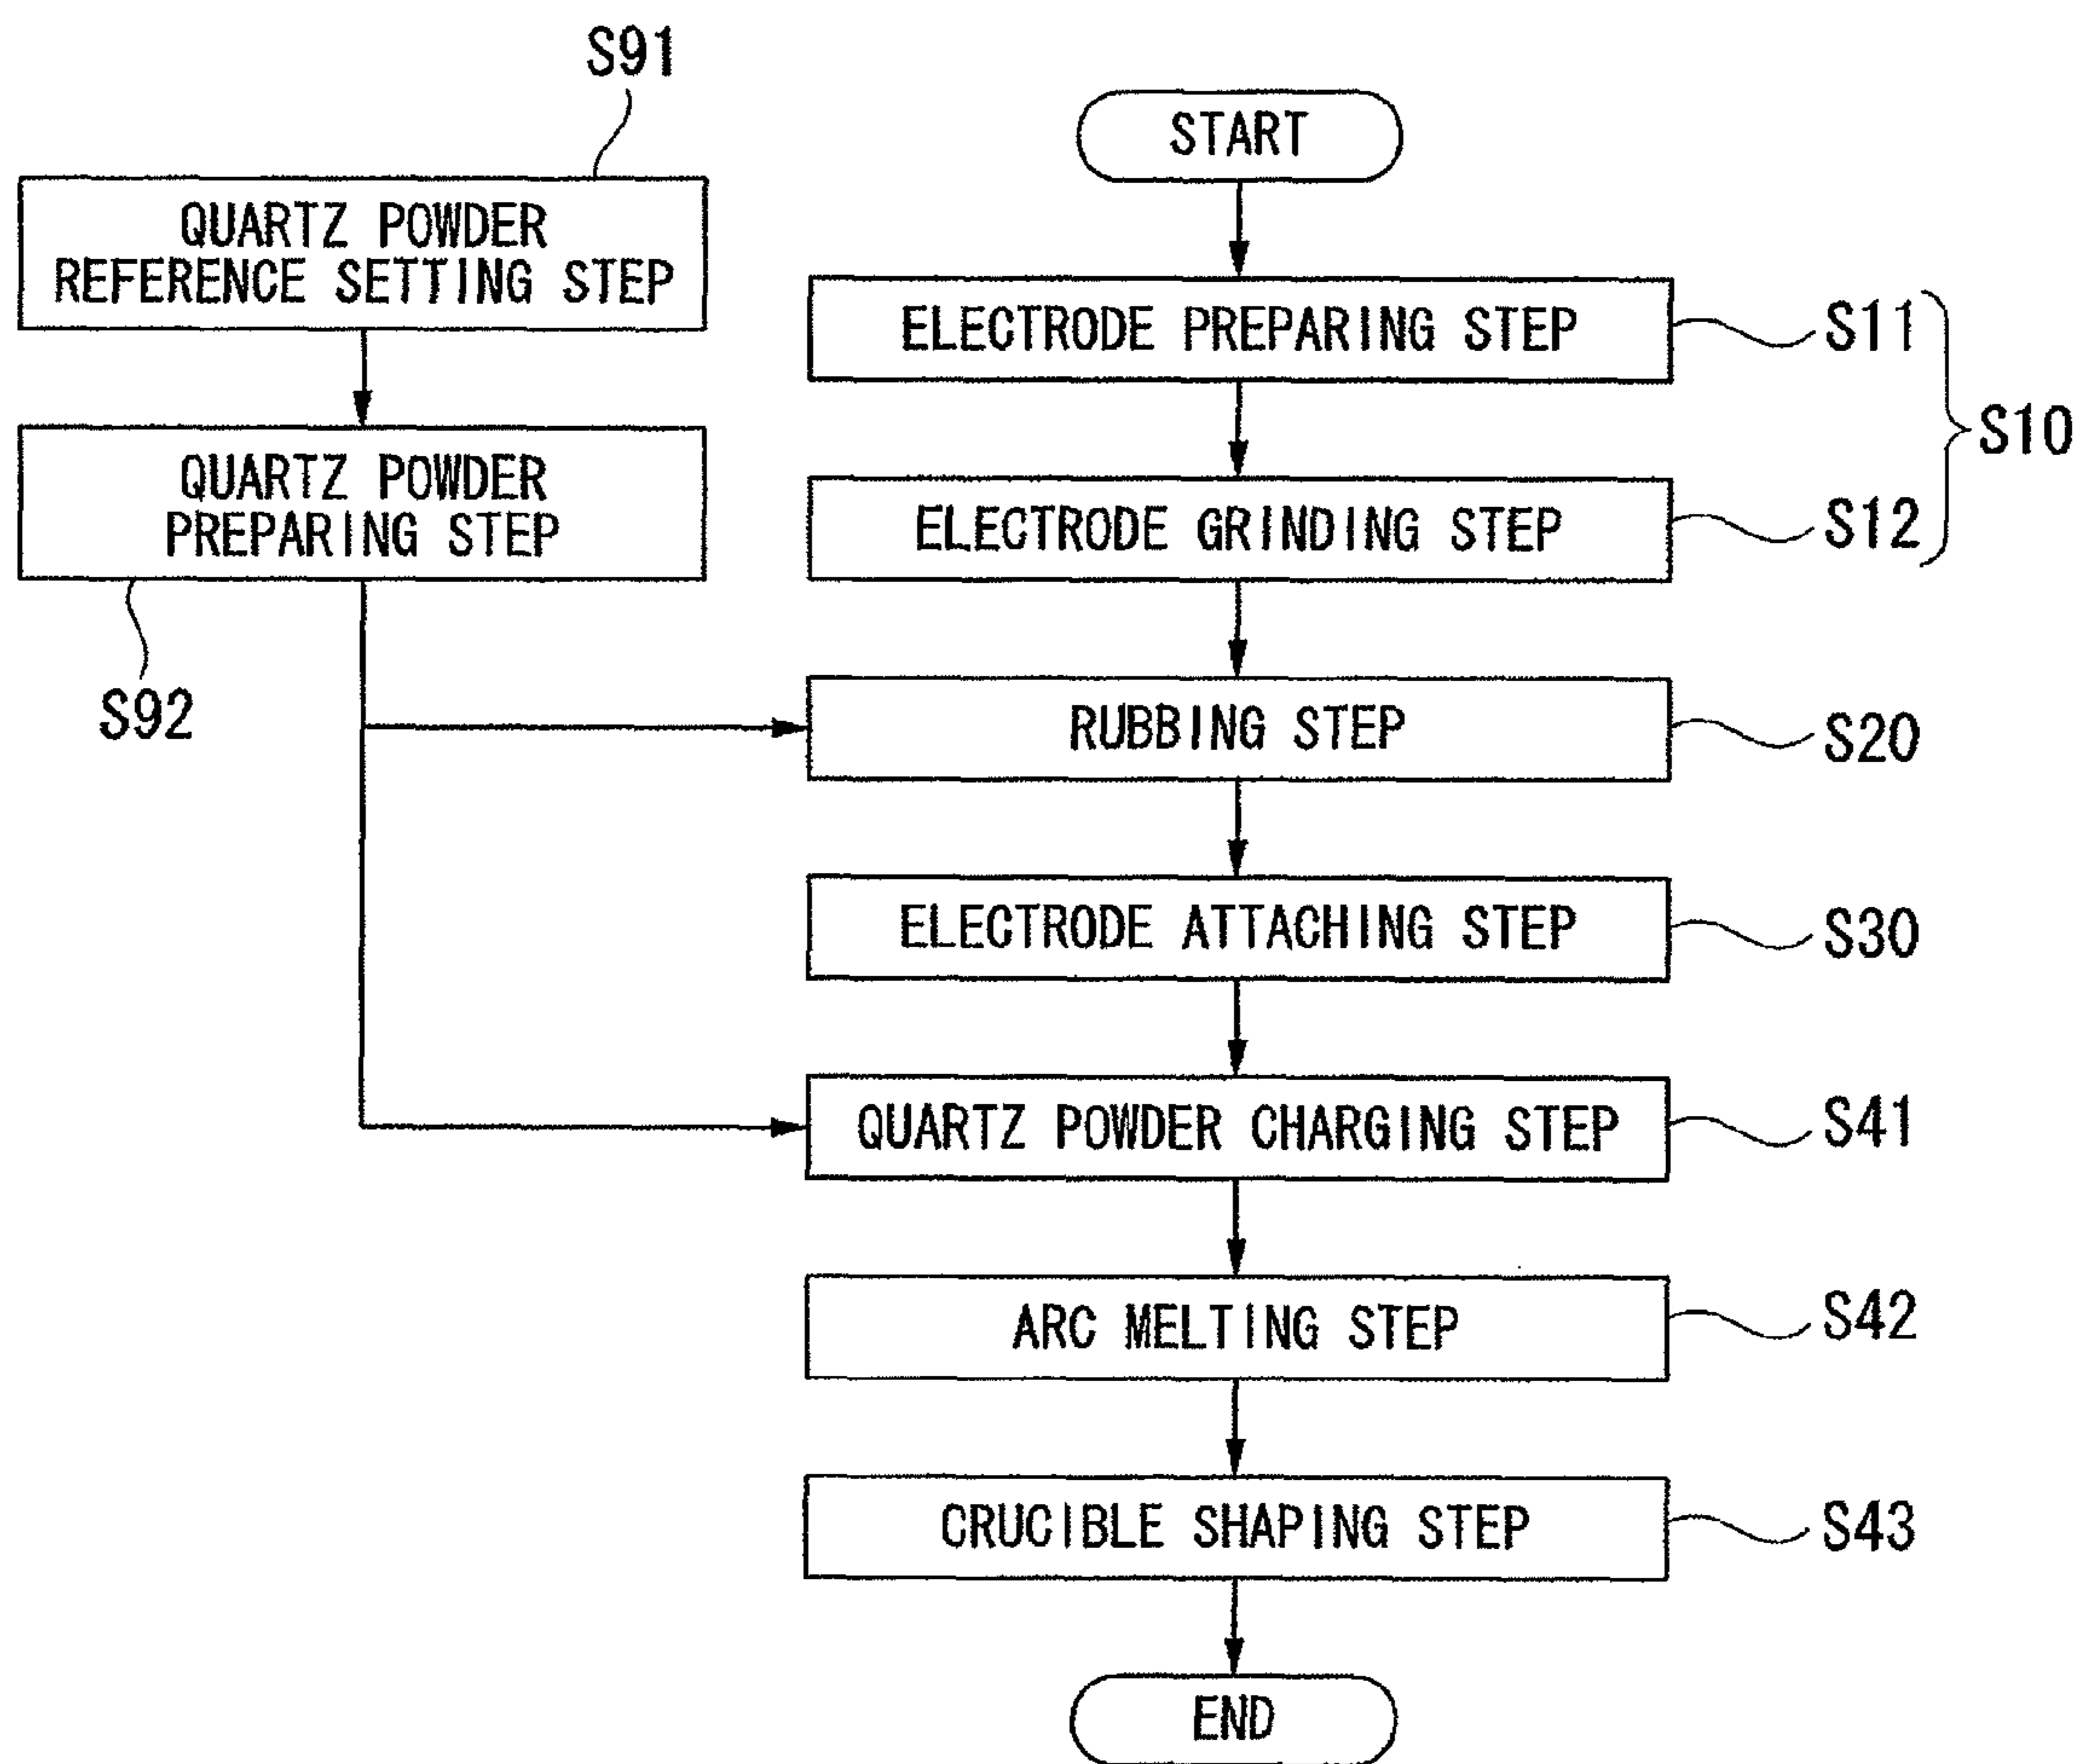 S91
START
QUARTZ POWDER
REFERENCE SETTING STEP
ELECTRODE PREPARING STEP
S11
S10
QUARTZ POWDER
PREPARING STEP
ELECTRODE GRINDING STEP
S12
S92
RUBBING STEP
S20
ELECTRODE ATTACHING STEP
S30
QUARTZ POWDER CHARGING STEP
S41
ARC MELTING STEP
S42
CRUCIBLE SHAPING STEP
S43
END